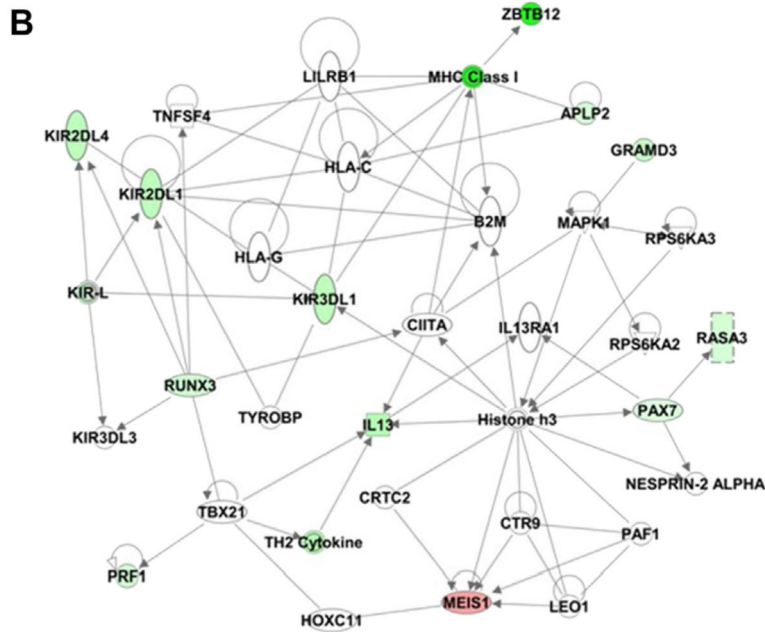 B
ZBTB12
LILRB1
MHC Class I
TNFSF4
APLP2
KIR2DL4
GRAMD3
HLA-C
KIR2DL1
B2M
MAPK1
RPS6KA3
HLA-G
KIR-L
KIR3DL1
CIITA
IL13RA1
RPS6KA2
RASA3
RUNX3
TYROBP
IL13
Histone h3
PAX7
KIR3DL3
NESPRIN-2 ALPHA
CRTC2
TBX21
CTR9
PAF1
TH2 Cytokine
PRF1
MEIS1
LEO1
HOXC11